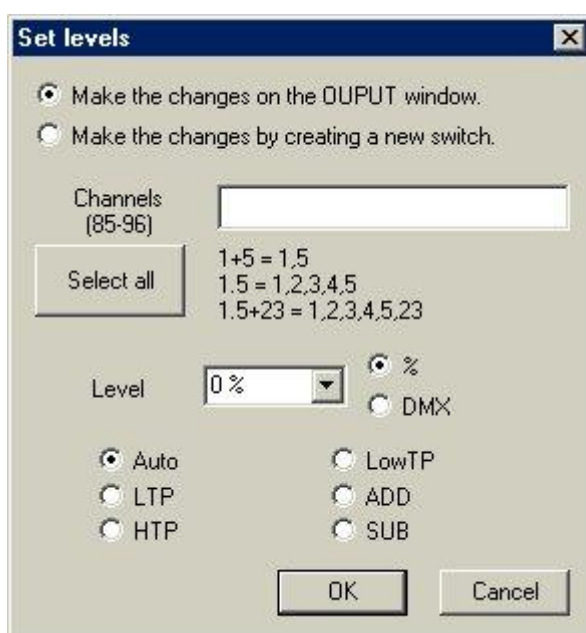 Set levels
Make the changes on the OUPUT window.
Make the changes by creating a new switch.
Channels
(85-96)
Select all
1+5 = 1,5
1.5 = 1,2,3,4,5
1.5+23 = 1,2,3,4,5,23
Level
0 %
%
DMX
Auto
LowTP
LTP
ADD
HTP
SUB
OK
Cancel